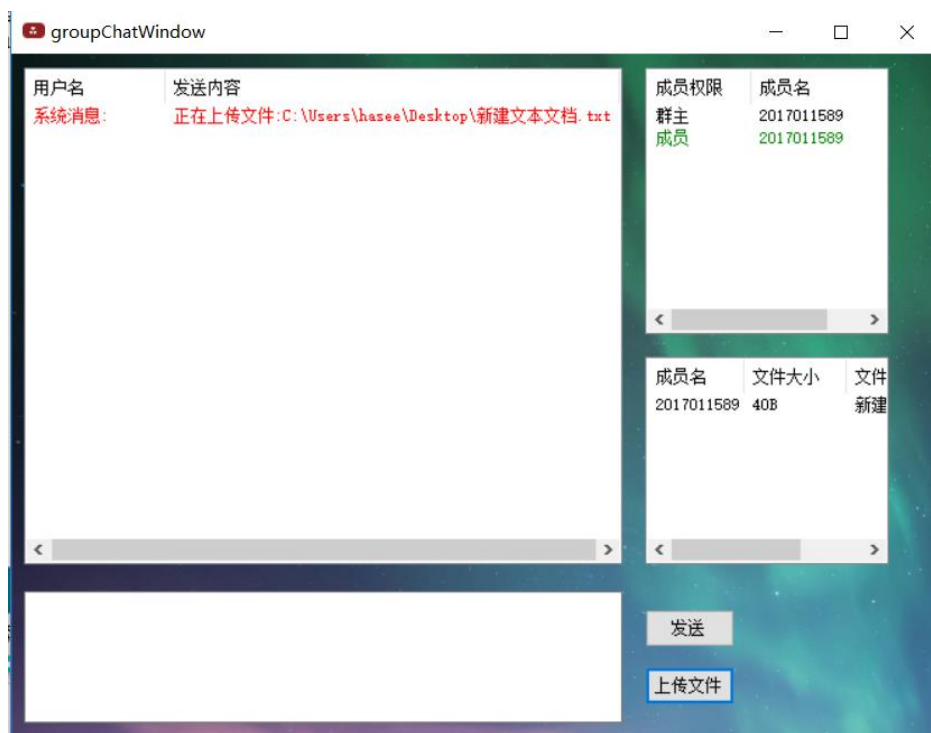 groupChatWindow
用户名 发送内容
系统消息: 正在上传文件:C:\Users\hasee\Desktop\新建文本文档.txt
成员权限 成员名
群主 2017011589
成员 2017011589
成员名 文件大小 文件
2017011589 40B 新建
发送
上传文件